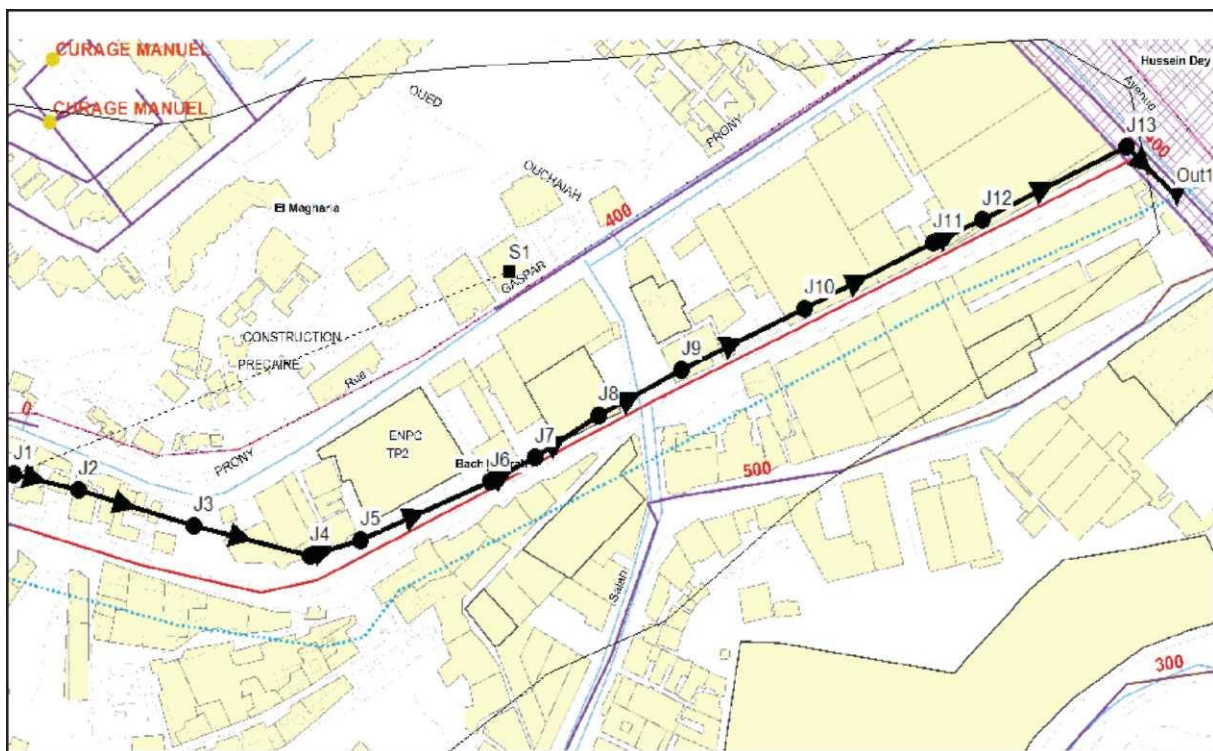 CURAGE MANUEL
Hussein Dey
Avenue
OUED
CURAGE MANUEL
PRONY
J13
400
OUCHAIAH
Out1
El Magharia
400
J12
J11
S1
GASPAR
CONSTRUCTION
PRECAIRE
J10
Rue
J9
0
J8
ENPC
TP2
PRONY
J7
J1
J6
J2
500
J3
J4
J5
Salah
300